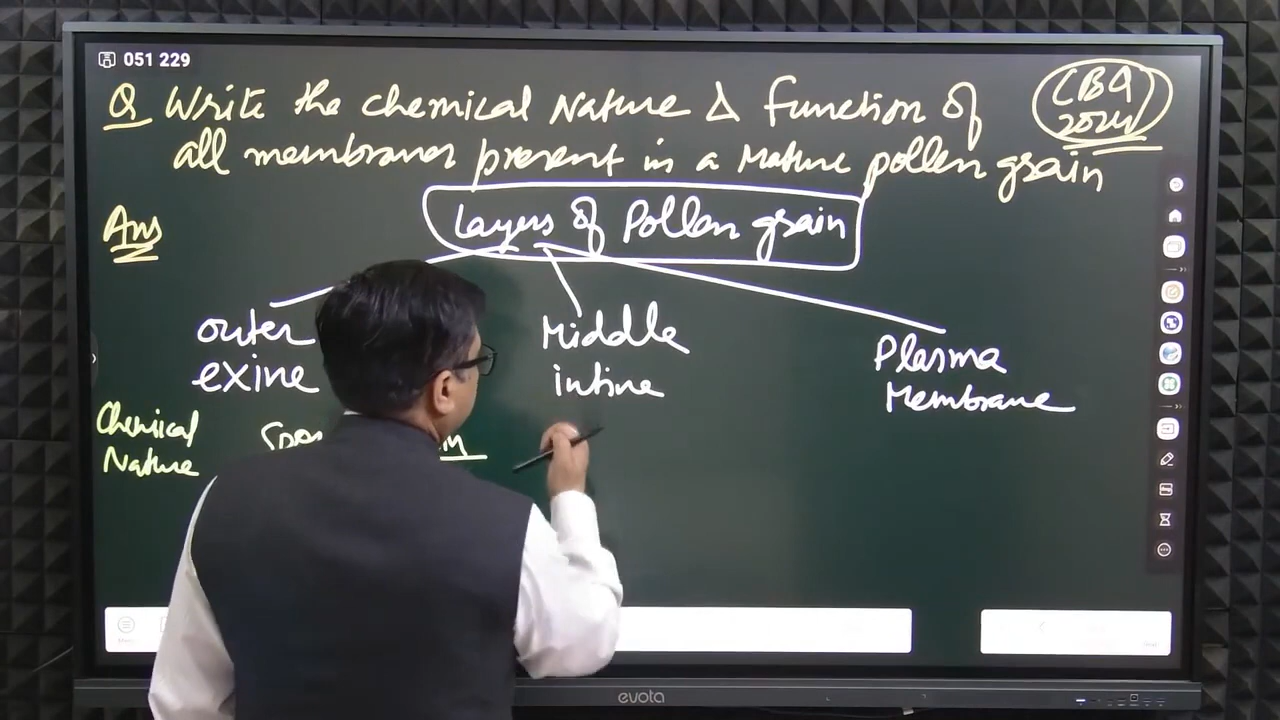 051 229
Q Write the chemical Nature & function of
all membranes present in a Mature pollen grain
(CBQ
2024)
Ans
Layers of Pollen grain
outer
exine
Middle
intine
Plasma
Membrane
Chemical
Nature
evota